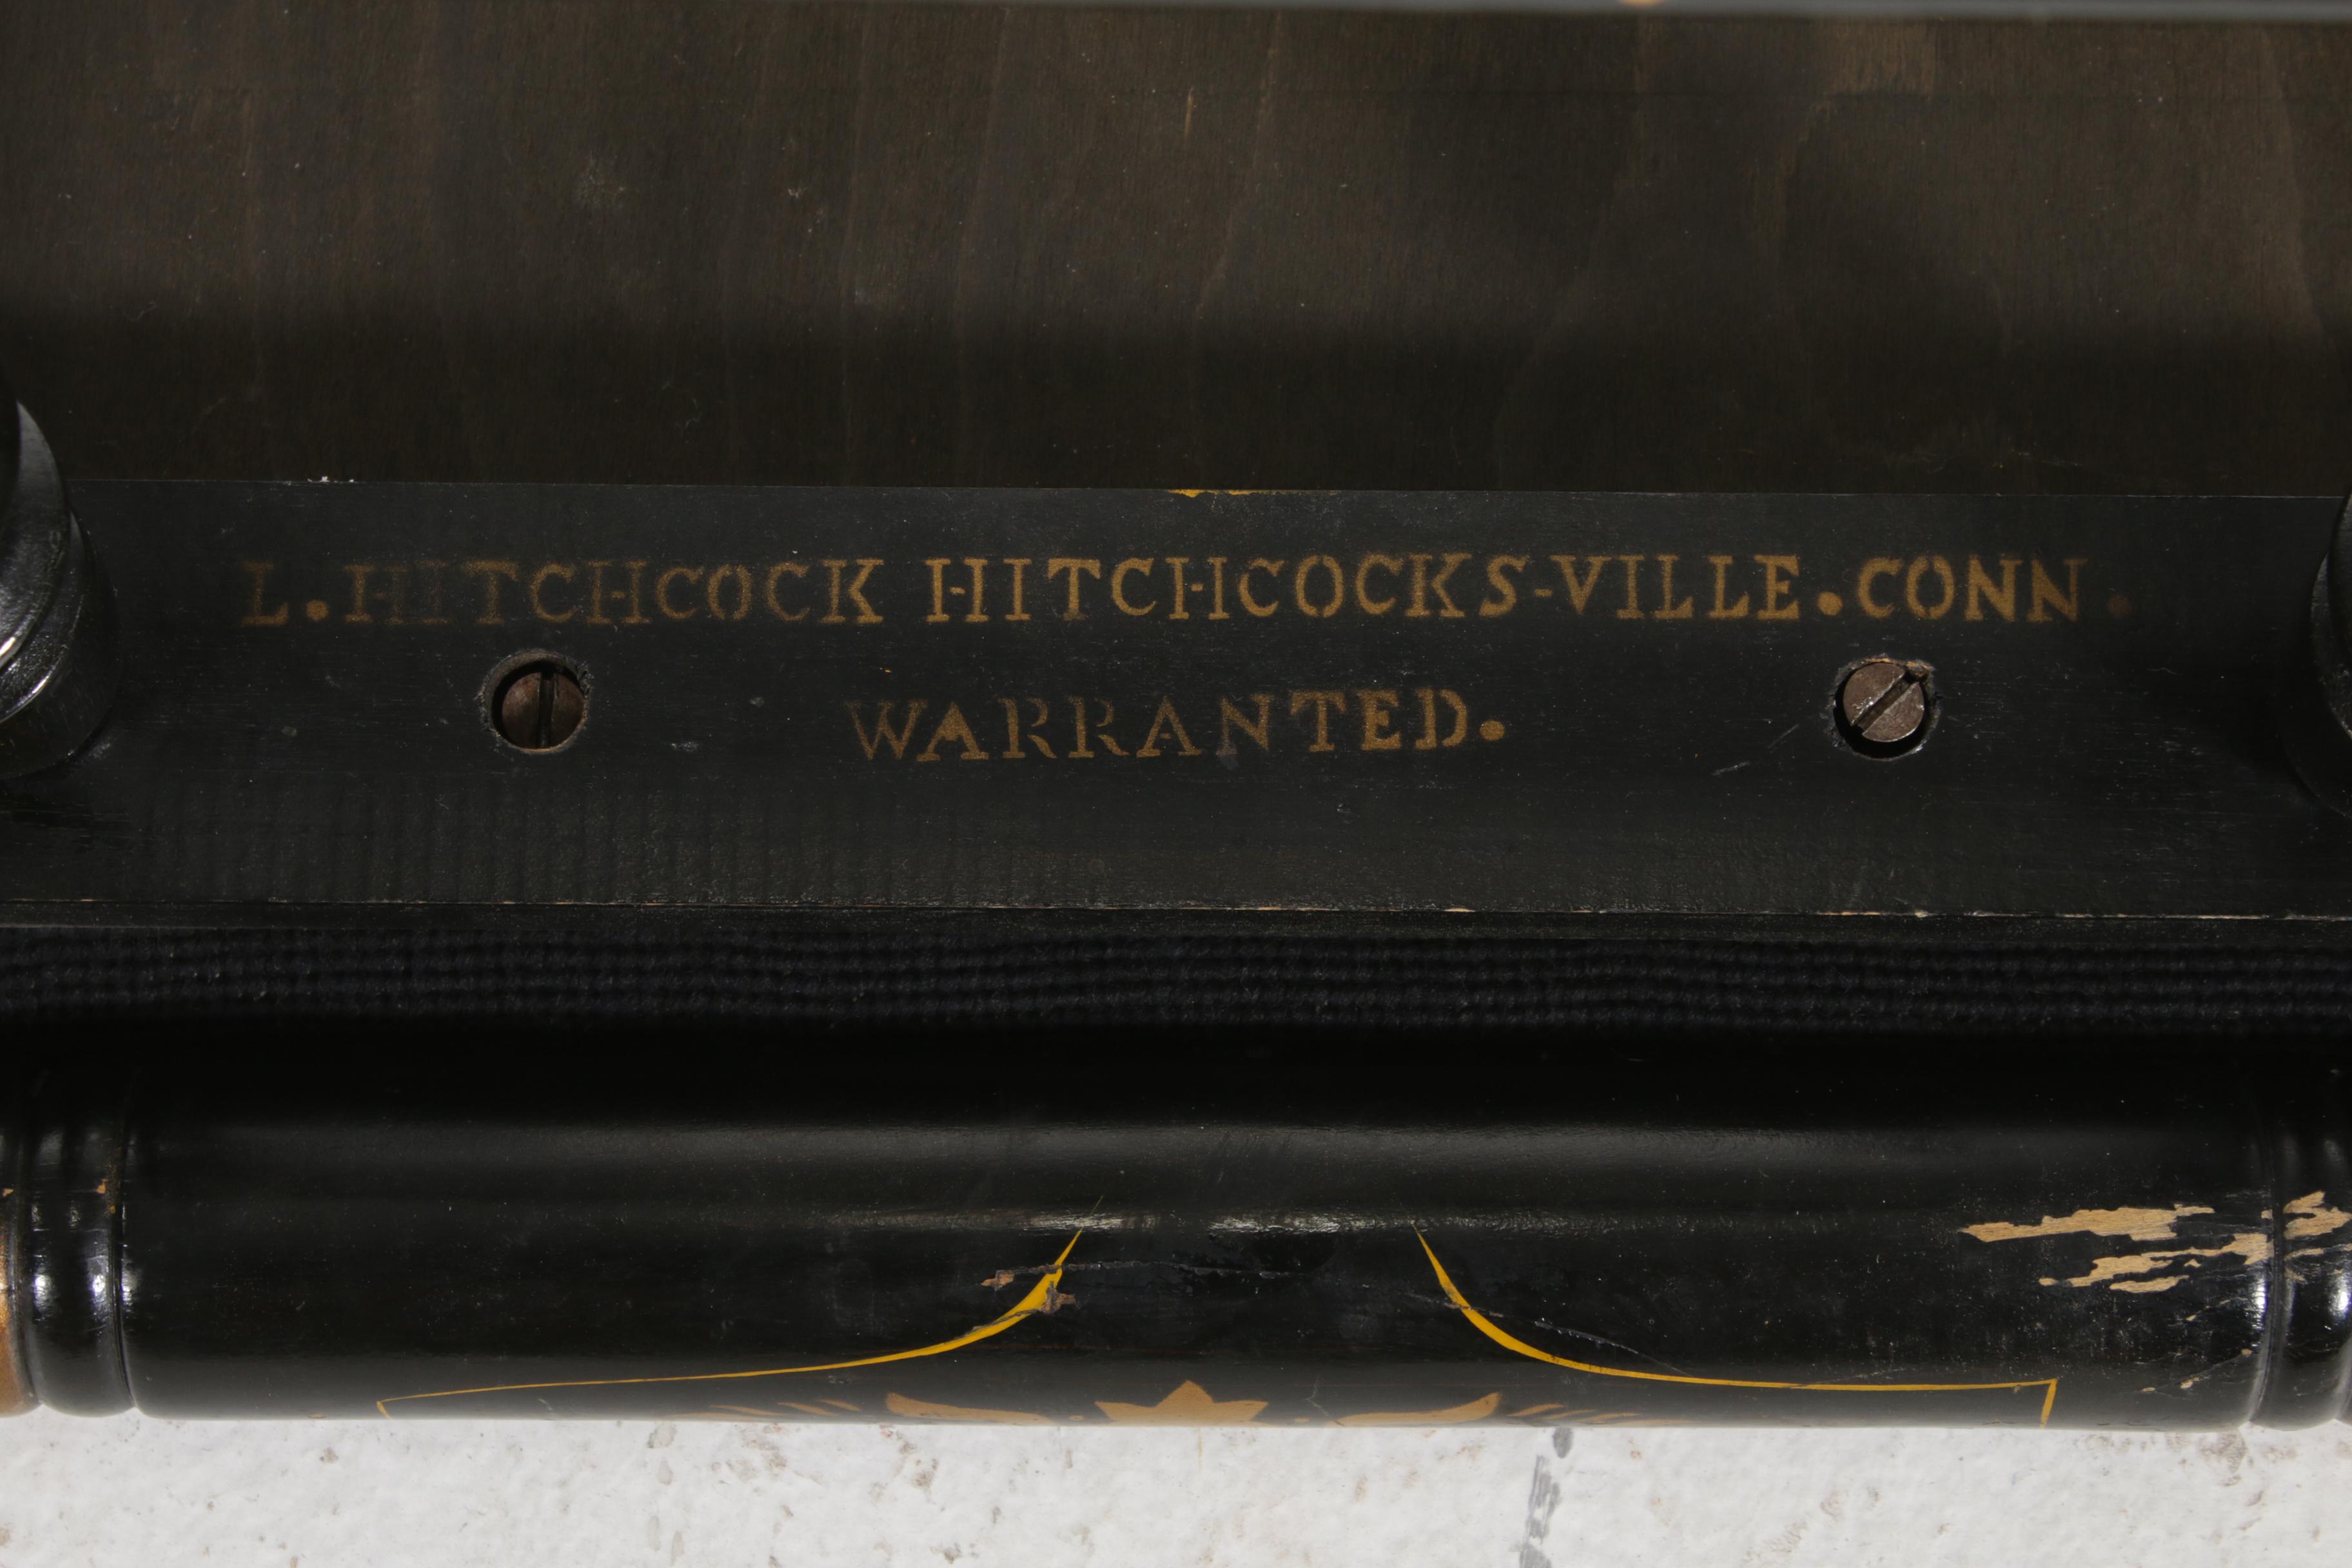 L. HITCHCOCK HITCHCOCKS-VILLE. CONN.
WARRANTED.